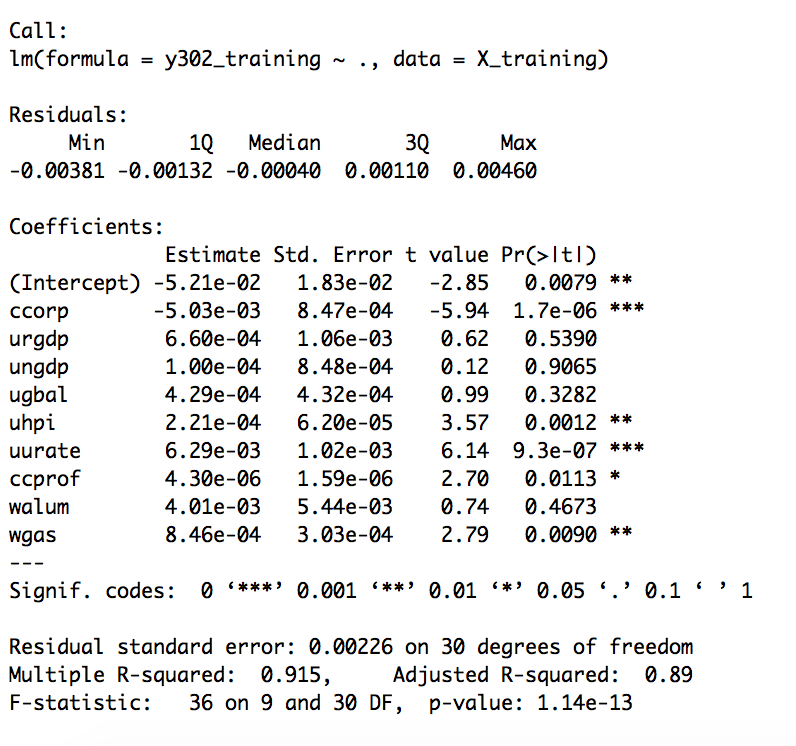 Call:
lm(formula = y302_training ~ ., data = X_training)
Residuals:
     Min       1Q   Median       3Q      Max
-0.00381 -0.00132 -0.00040  0.00110  0.00460
Coefficients:
             Estimate Std. Error t value Pr(>|t|)
(Intercept) -5.21e-02   1.83e-02   -2.85   0.0079 **
ccorp       -5.03e-03   8.47e-04   -5.94  1.7e-06 ***
urgdp        6.60e-04   1.06e-03    0.62   0.5390
ungdp        1.00e-04   8.48e-04    0.12   0.9065
ugbal        4.29e-04   4.32e-04    0.99   0.3282
uhpi         2.21e-04   6.20e-05    3.57   0.0012 **
uurate       6.29e-03   1.02e-03    6.14  9.3e-07 ***
ccprof       4.30e-06   1.59e-06    2.70   0.0113 *
walum        4.01e-03   5.44e-03    0.74   0.4673
wgas         8.46e-04   3.03e-04    2.79   0.0090 **
---
Signif. codes:  0 ‘***’ 0.001 ‘**’ 0.01 ‘*’ 0.05 ‘.’ 0.1 ‘ ’ 1
Residual standard error: 0.00226 on 30 degrees of freedom
Multiple R-squared:  0.915,     Adjusted R-squared:  0.89
F-statistic:   36 on 9 and 30 DF,  p-value: 1.14e-13